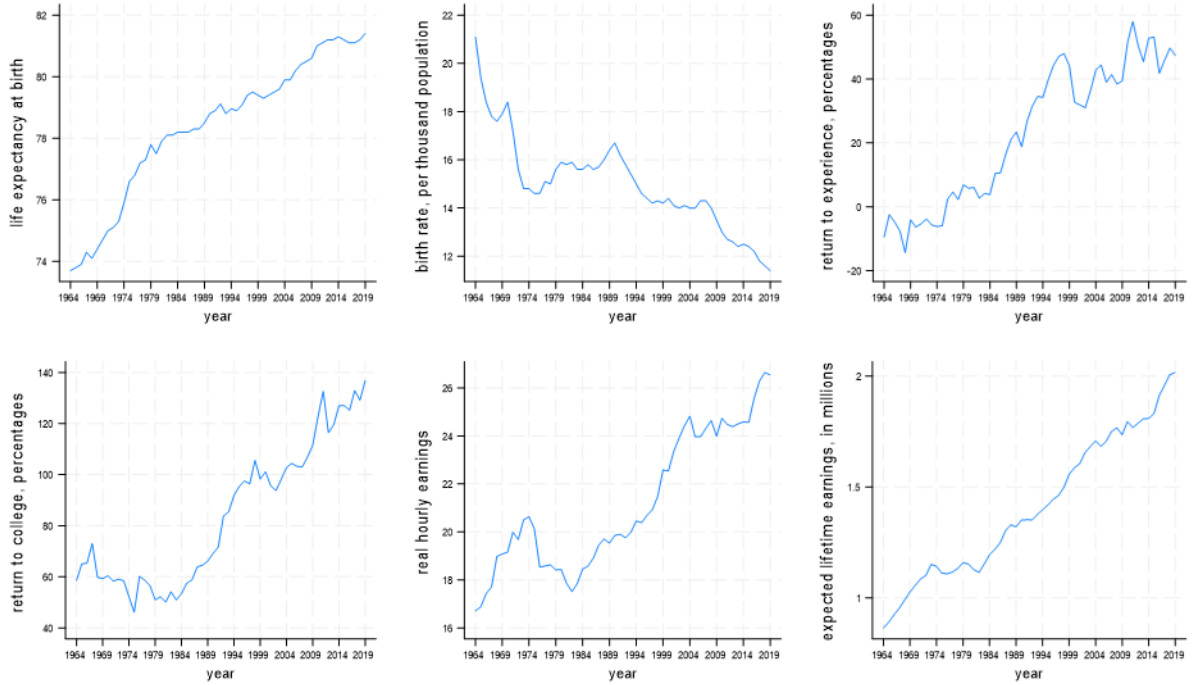 life expectancy at birth
82
80
78
76
74
1964 1969 1974 1979 1984 1989 1994 1999 2004 2009 2014 2019
year
birth rate, per thousand population
22
20
18
16
14
12
1964 1969 1974 1979 1984 1989 1994 1999 2004 2009 2014 2019
year
return to experience, percentages
60
40
20
0
-20
1964 1969 1974 1979 1984 1989 1994 1999 2004 2009 2014 2019
year
return to college, percentages
140
120
100
80
60
40
1964 1969 1974 1979 1984 1989 1994 1999 2004 2009 2014 2019
year
real hourly earnings
26
24
22
20
18
16
1964 1969 1974 1979 1984 1989 1994 1999 2004 2009 2014 2019
year
expected lifetime earnings, in millions
2
1.5
1
1964 1969 1974 1979 1984 1989 1994 1999 2004 2009 2014 2019
year